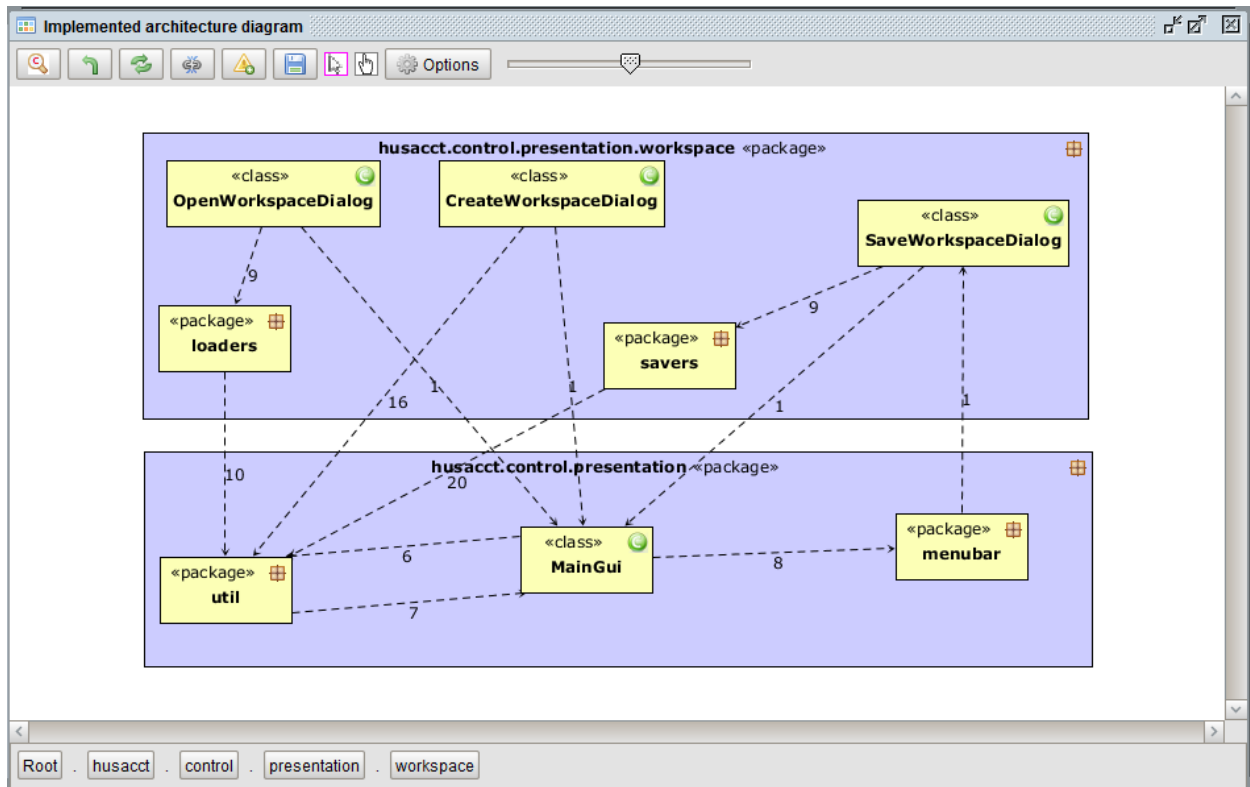 Implemented architecture diagram
Options
husacct.control.presentation.workspace «package»
«class»
OpenWorkspaceDialog
«class»
CreateWorkspaceDialog
«class»
SaveWorkspaceDialog
9
9
«package»
loaders
«package»
savers
1
16
1
1
1
husacct.control.presentation «package»
10
20
«package»
util
6
7
«class»
MainGui
8
«package»
menubar
Root . husacct . control . presentation . workspace